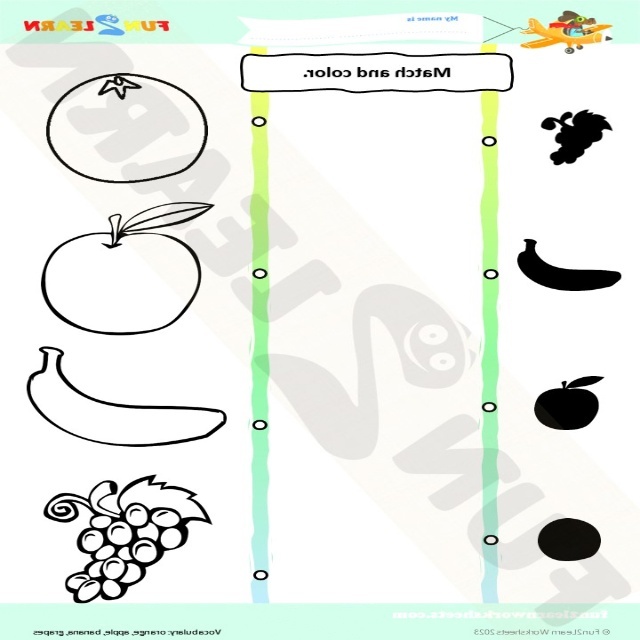 My name is
FUN2LEARN
Match and color.
FUN2LEARN
fun2learnworksheets.com
© Fun2Learn Worksheets 2023
Vocabulary: orange, apple, banana, grapes